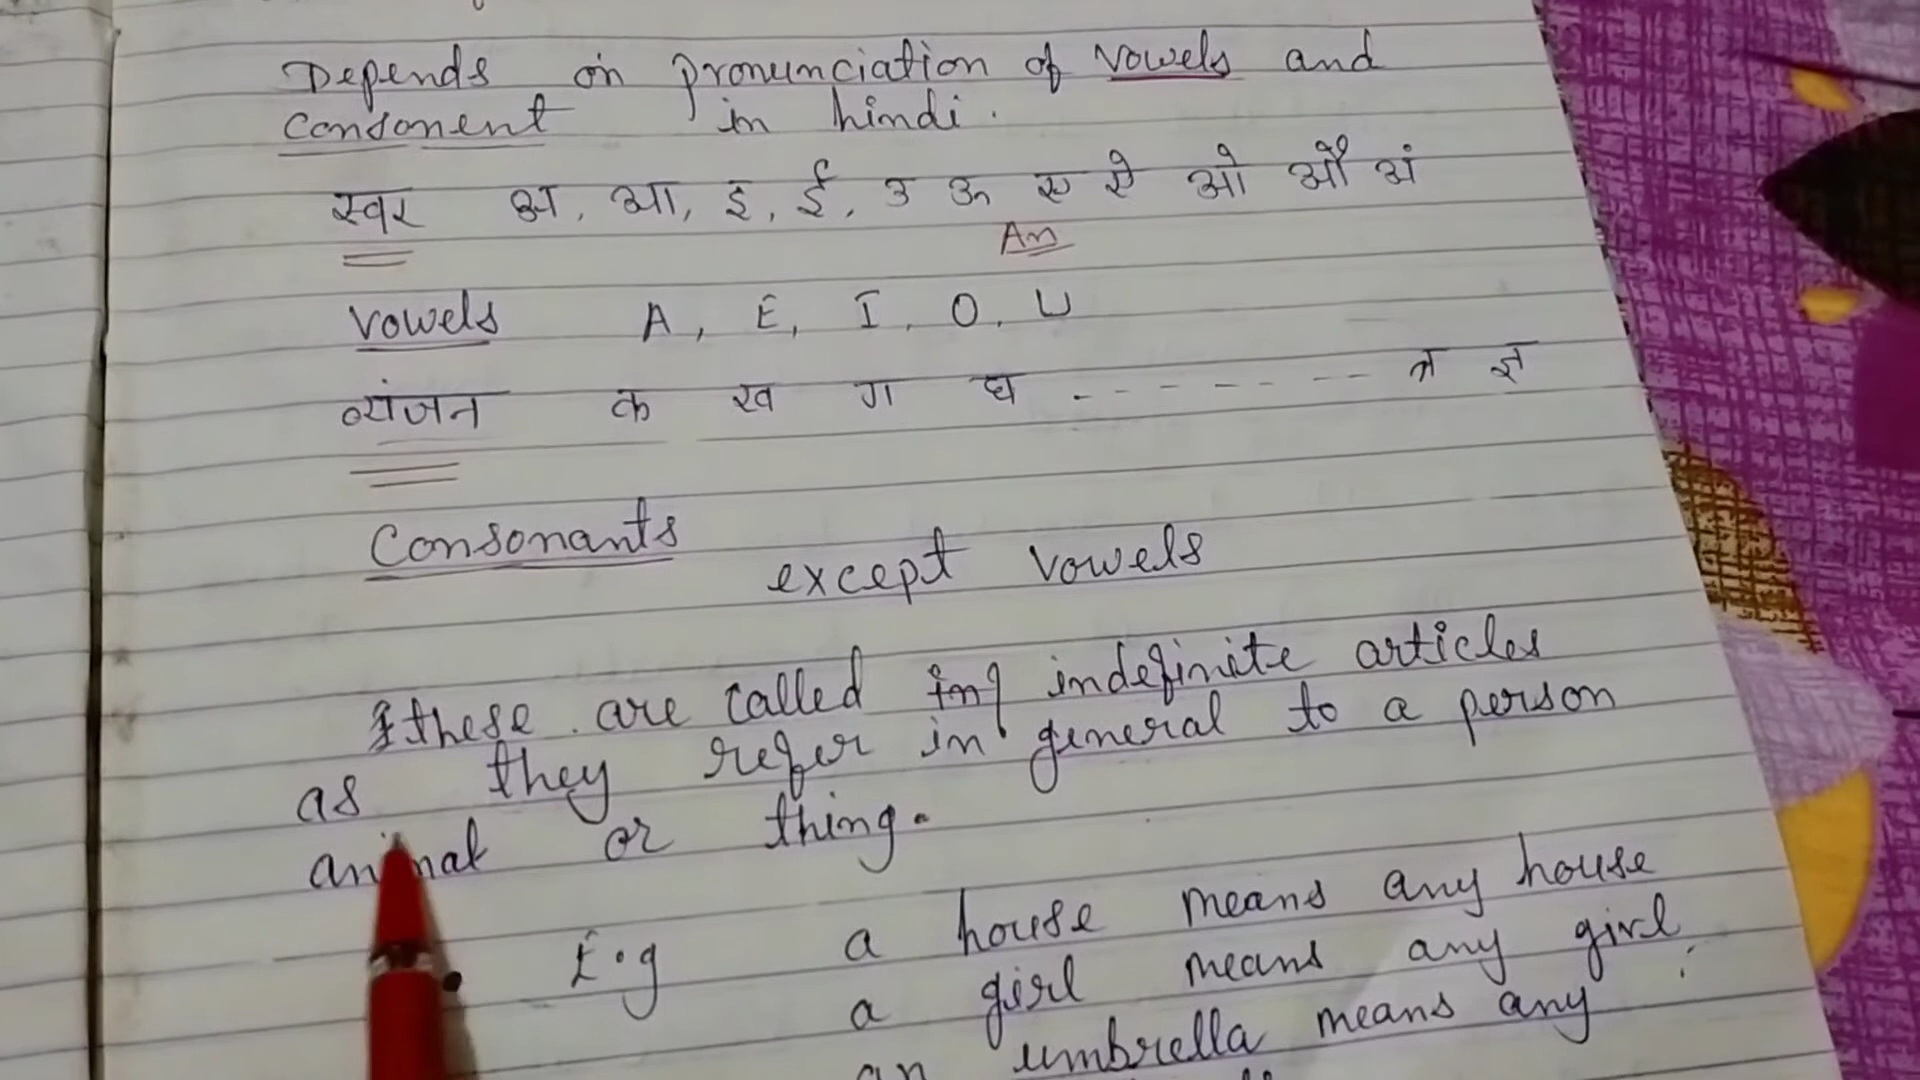 Depends on pronunciation of vowels and
consonent in hindi.
स्वर अ, आ, इ, ई, उ ऊ ए ऐ ओ औ अं
An
Vowels A, E, I, O, U
व्यंजन क ख ग घ - - - - - - - - त्र ज्ञ
Consonants
except vowels
these are called indefinite articles
as they refer in general to a person
animal or thing.
E.g a house means any house
a girl means any girl
an umbrella means any